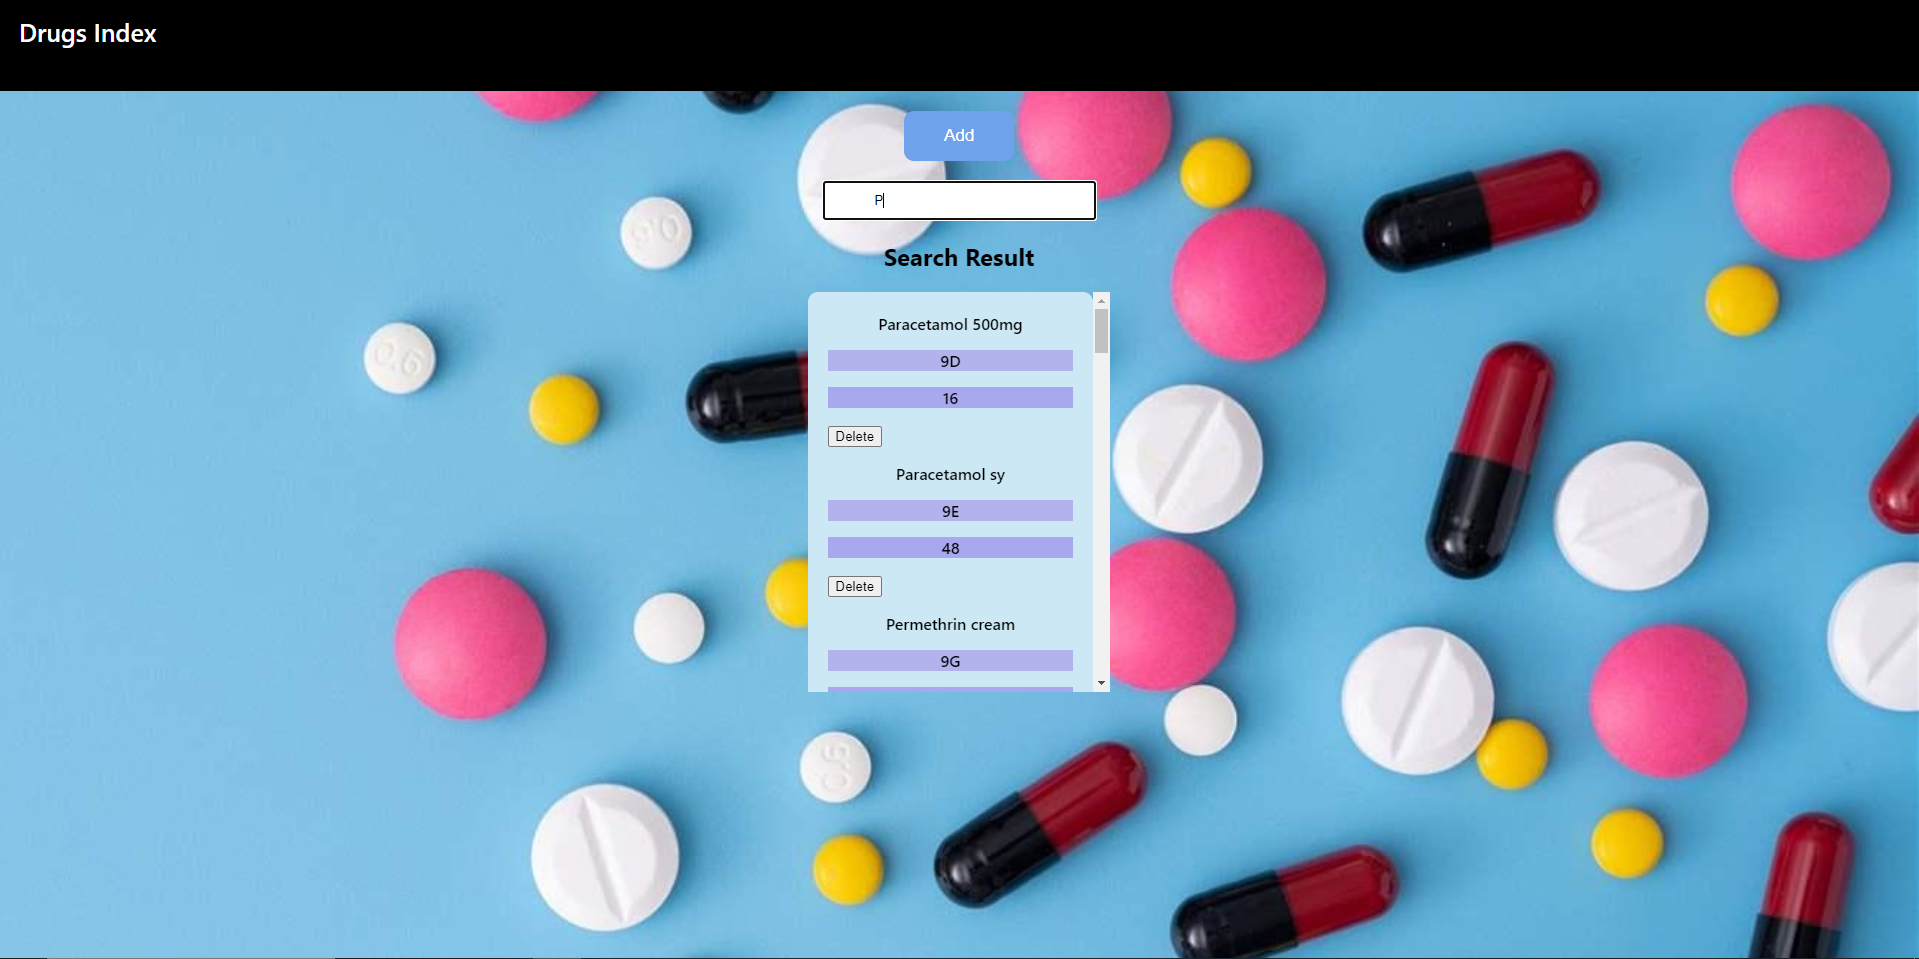 Drugs Index
Add
P
Search Result
Paracetamol 500mg
9D
16
Delete
Paracetamol sy
9E
48
Delete
Permethrin cream
9G